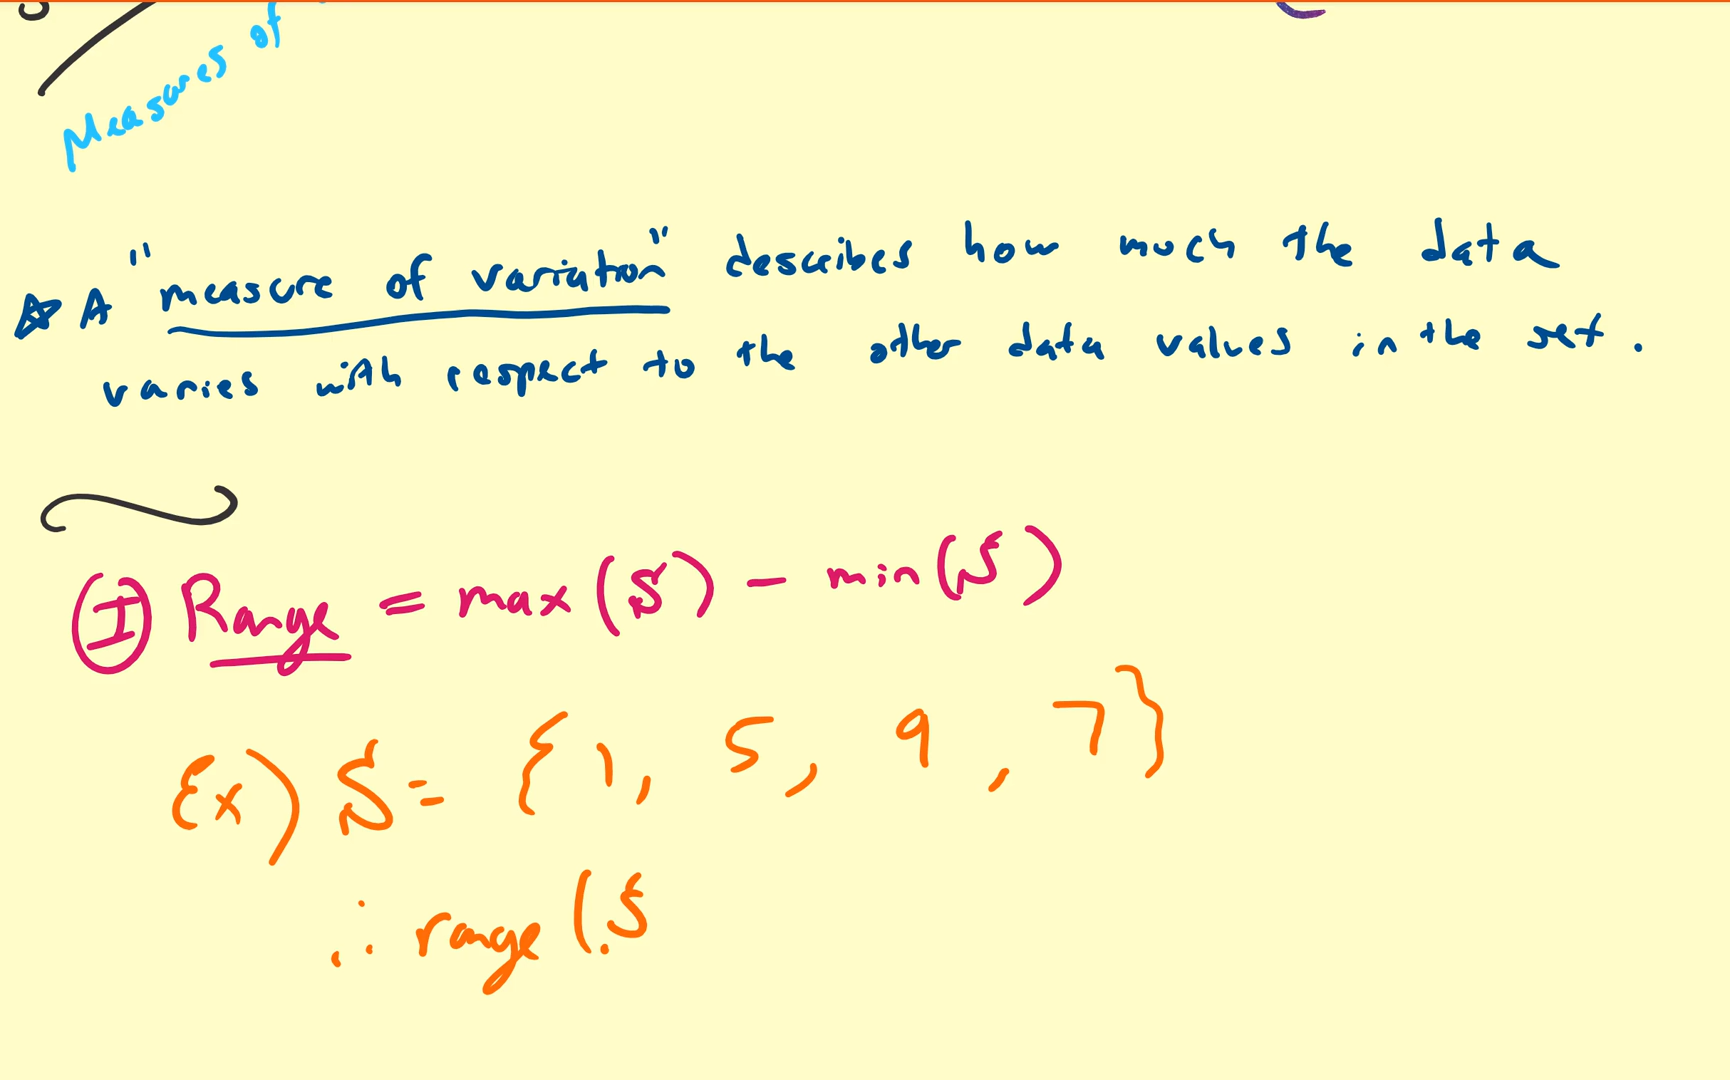 Measures of
☆ A "measure of variation" describes how much the data
varies with respect to the other data values in the set.
I Range = max(S) - min(S)
Ex) S = {1, 5, 9, 7}
∴ range (S